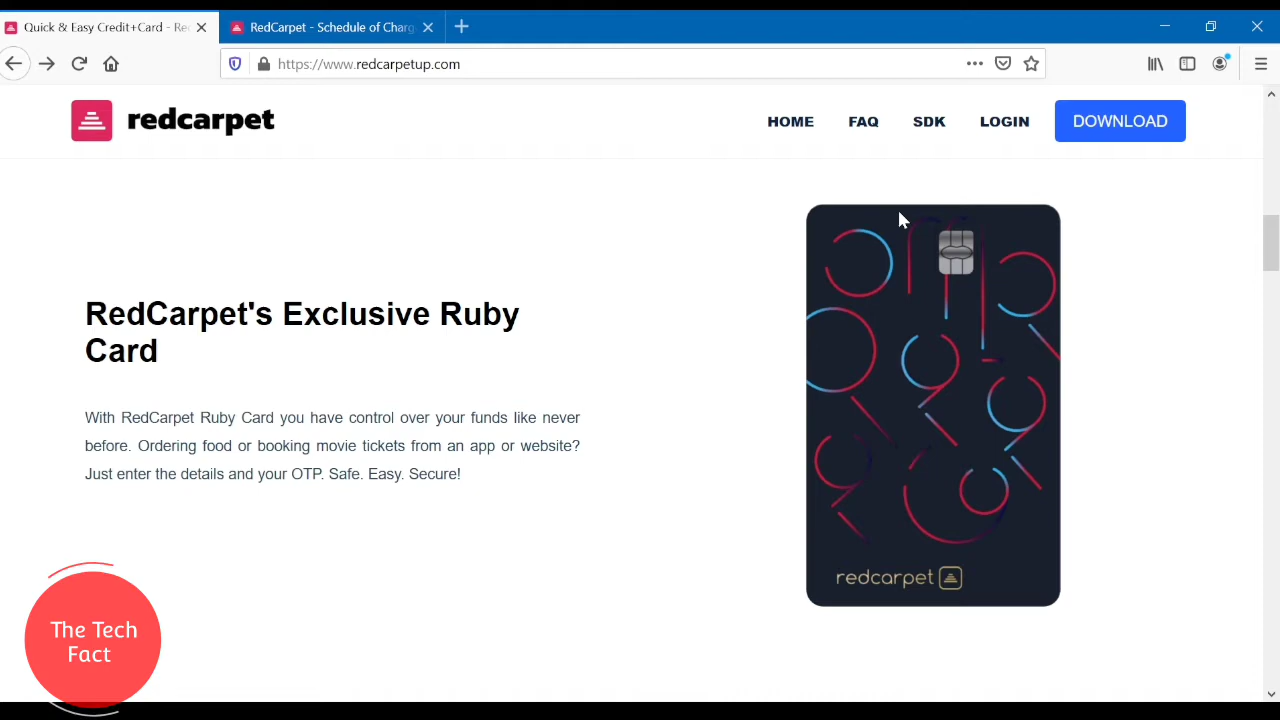 Quick & Easy Credit+Card - Re
RedCarpet - Schedule of Charg
https://www.redcarpetup.com
redcarpet
HOME
FAQ
SDK
LOGIN
DOWNLOAD
RedCarpet's Exclusive Ruby
Card
With RedCarpet Ruby Card you have control over your funds like never
before. Ordering food or booking movie tickets from an app or website?
Just enter the details and your OTP. Safe. Easy. Secure!
redcarpet
The Tech
Fact